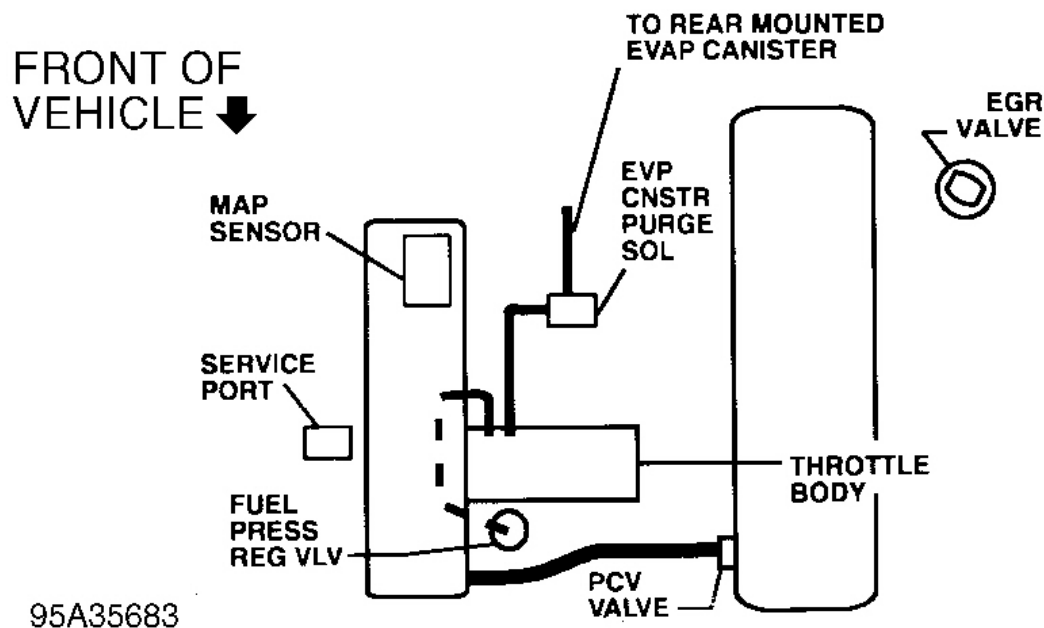 TO REAR MOUNTED
EVAP CANISTER
FRONT OF
VEHICLE
EGR
VALVE
EVP
CNSTR
PURGE
SOL
MAP
SENSOR
SERVICE
PORT
THROTTLE
BODY
FUEL
PRESS
REG VLV
PCV
VALVE
95A35683